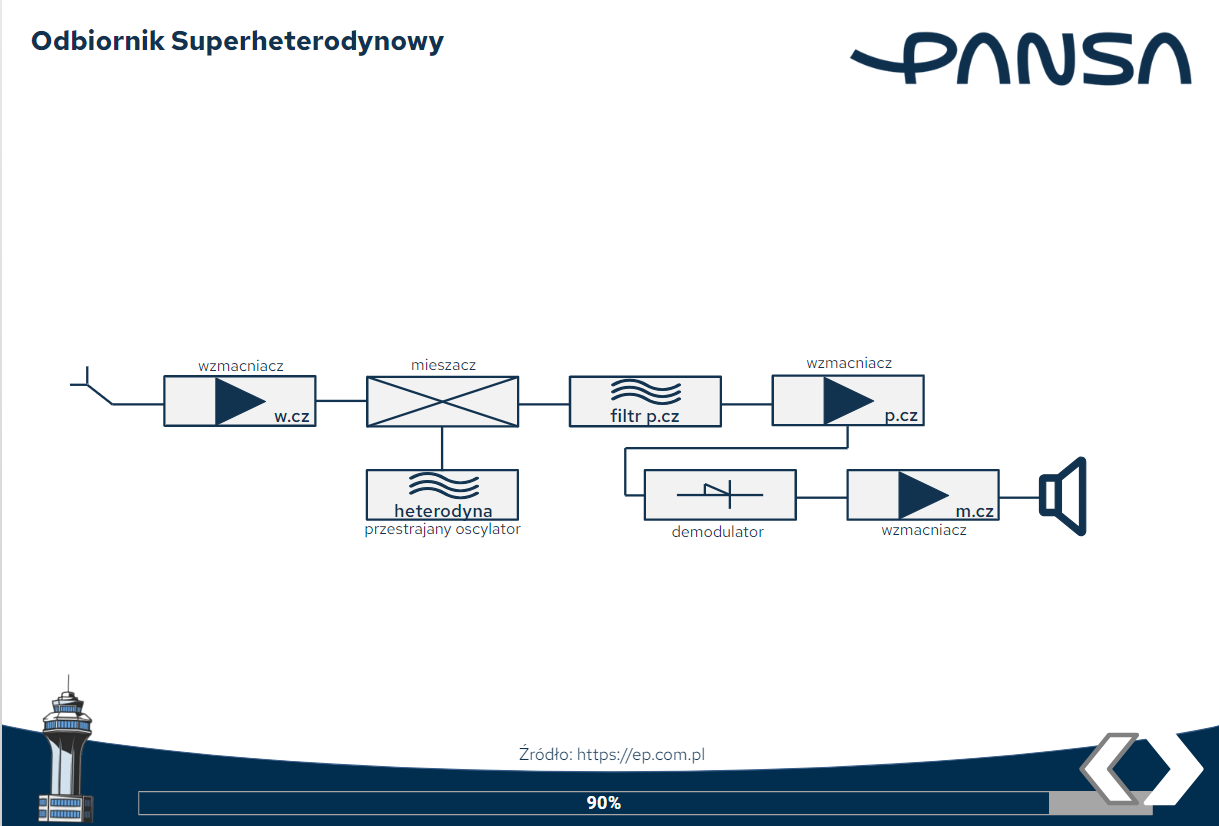 Odbiornik Superheterodynowy
PANSA
wzmacniacz
w.cz
mieszacz
heterodyna
przestrajany oscylator
filtr p.cz
wzmacniacz
p.cz
demodulator
m.cz
wzmacniacz
Źródło: https://ep.com.pl
90%